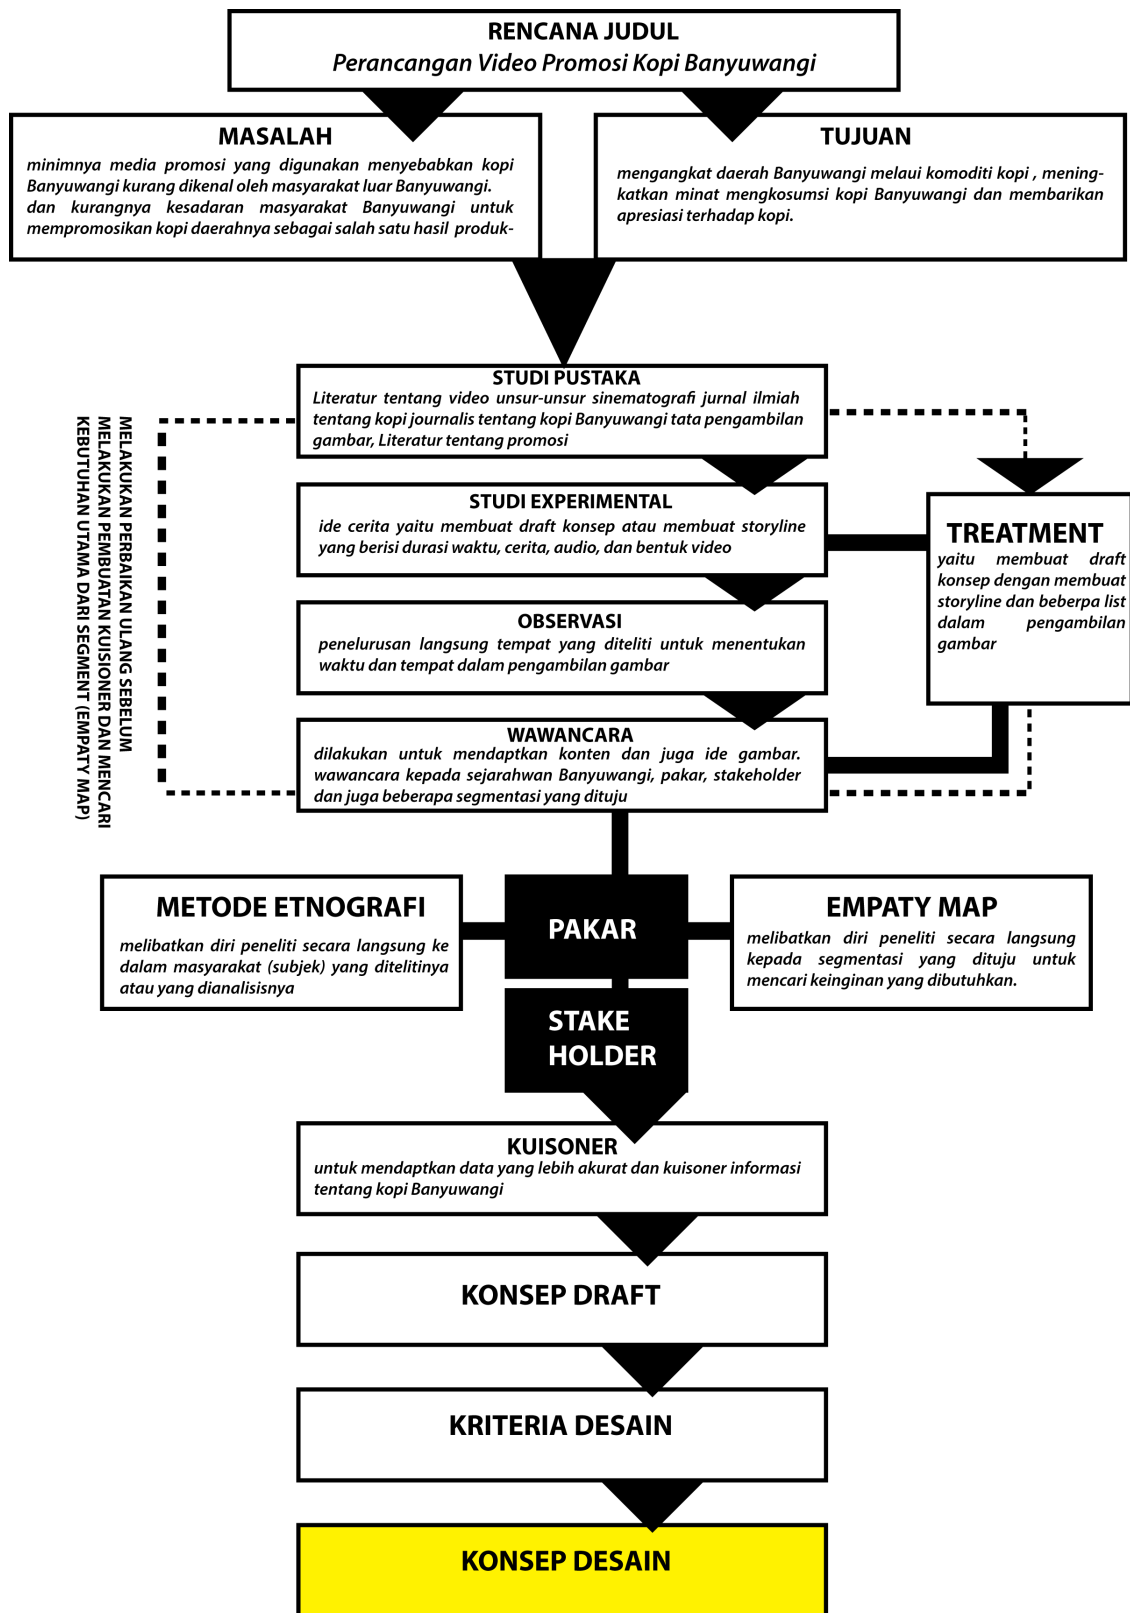 RENCANA JUDUL
Perancangan Video Promosi Kopi Banyuwangi
MASALAH
minimnya media promosi yang digunakan menyebabkan kopi
Banyuwangi kurang dikenal oleh masyarakat luar Banyuwangi.
dan kurangnya kesadaran masyarakat Banyuwangi untuk
mempromosikan kopi daerahnya sebagai salah satu hasil produk-
TUJUAN
mengangkat daerah Banyuwangi melaui komoditi kopi , mening-
katkan minat mengkosumsi kopi Banyuwangi dan membarikan
apresiasi terhadap kopi.
STUDI PUSTAKA
Literatur tentang video unsur-unsur sinematografi jurnal ilmiah
tentang kopi journalis tentang kopi Banyuwangi tata pengambilan
gambar, Literatur tentang promosi
MELAKUKAN PERBAIKAN ULANG SEBELUM
MELAKUKAN PEMBUATAN KUISIONER DAN MENCARI
KEBUTUHAN UTAMA DARI SEGMENT (EMPATY MAP)
STUDI EXPERIMENTAL
ide cerita yaitu membuat draft konsep atau membuat storyline
yang berisi durasi waktu, cerita, audio, dan bentuk video
TREATMENT
yaitu membuat draft
konsep dengan membuat
storyline dan beberpa list
dalam pengambilan
gambar
OBSERVASI
penelurusan langsung tempat yang diteliti untuk menentukan
waktu dan tempat dalam pengambilan gambar
WAWANCARA
dilakukan untuk mendaptkan konten dan juga ide gambar.
wawancara kepada sejarahwan Banyuwangi, pakar, stakeholder
dan juga beberapa segmentasi yang dituju
METODE ETNOGRAFI
melibatkan diri peneliti secara langsung ke
dalam masyarakat (subjek) yang ditelitinya
atau yang dianalisisnya
PAKAR
EMPATY MAP
melibatkan diri peneliti secara langsung
kepada segmentasi yang dituju untuk
mencari keinginan yang dibutuhkan.
STAKE
HOLDER
KUISONER
untuk mendaptkan data yang lebih akurat dan kuisoner informasi
tentang kopi Banyuwangi
KONSEP DRAFT
KRITERIA DESAIN
KONSEP DESAIN